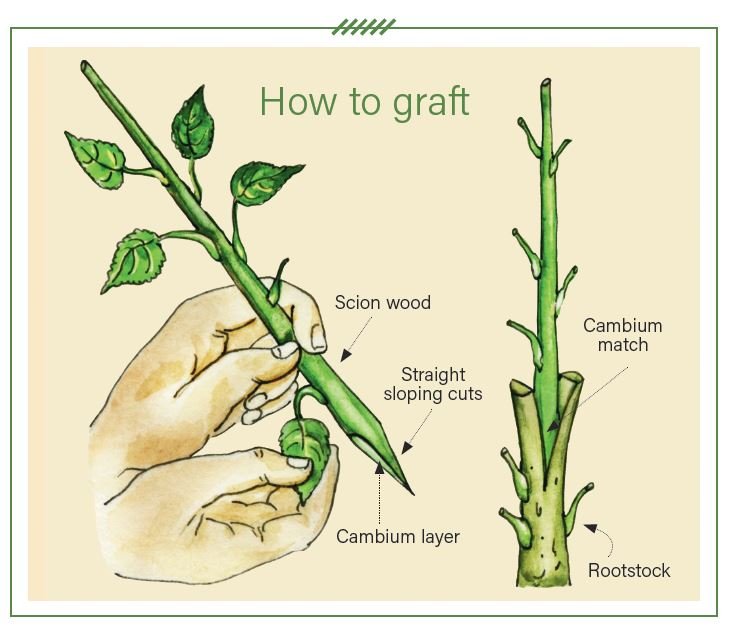 How to graft
Scion wood
Straight
sloping cuts
Cambium
match
Cambium layer
Rootstock